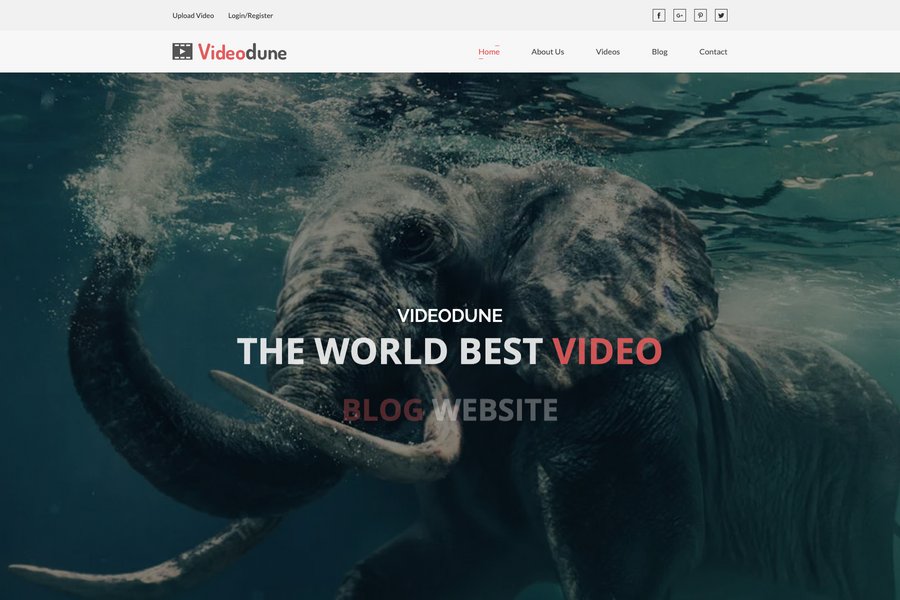 Upload Video Login/Register
Videodune
Home About Us Videos Blog Contact
VIDEODUNE
THE WORLD BEST VIDEO
BLOG WEBSITE